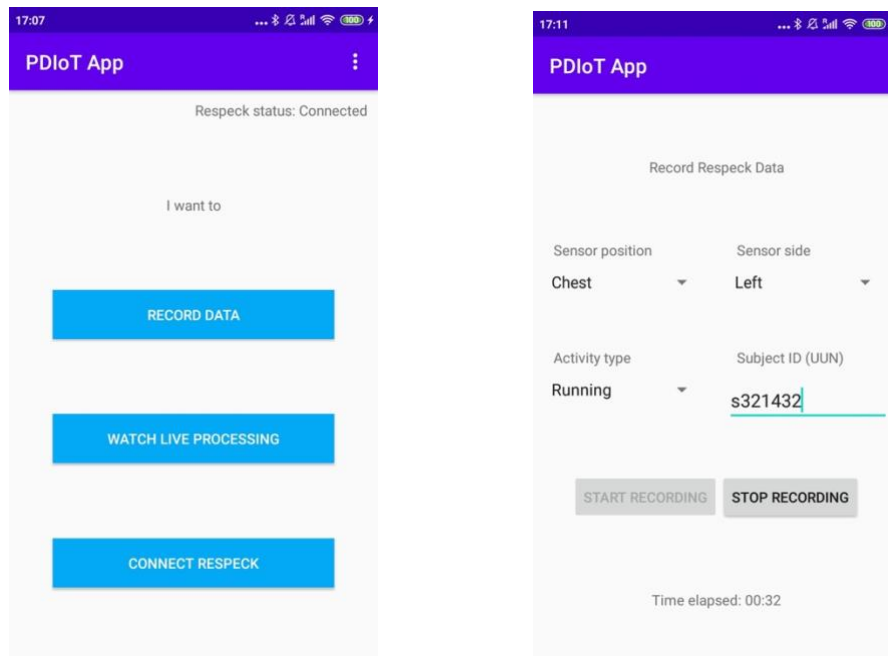 17:07
100
PDIoT App
Respeck status: Connected
I want to
RECORD DATA
WATCH LIVE PROCESSING
CONNECT RESPECK
17:11
100
PDIoT App
Record Respeck Data
Sensor position Sensor side
Chest Left
Activity type Subject ID (UUN)
Running s321432
START RECORDING STOP RECORDING
Time elapsed: 00:32